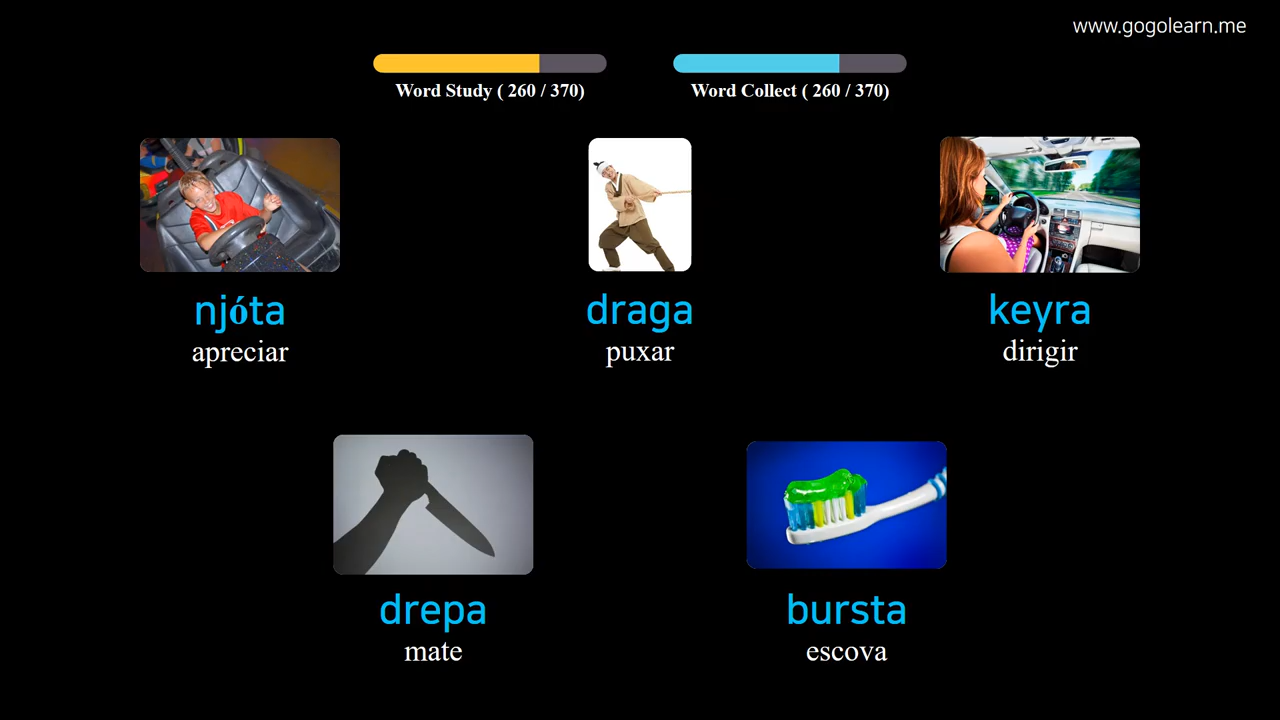 www.gogolearn.me
Word Study ( 260 / 370)
Word Collect ( 260 / 370)
njóta
apreciar
draga
puxar
keyra
dirigir
drepa
mate
bursta
escova